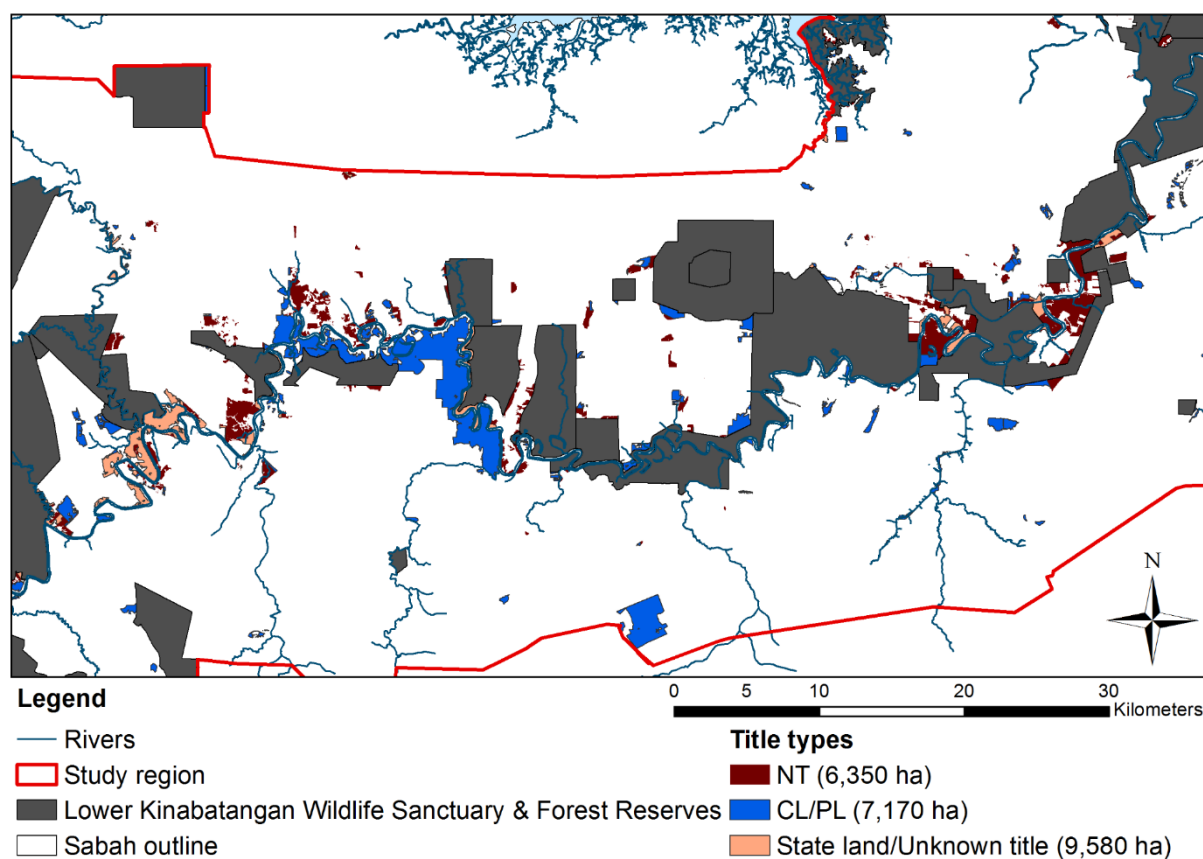 N
0 5 10 20 30
Kilometers
Legend
Rivers
Study region
Lower Kinabatangan Wildlife Sanctuary & Forest Reserves
Sabah outline
Title types
NT (6,350 ha)
CL/PL (7,170 ha)
State land/Unknown title (9,580 ha)